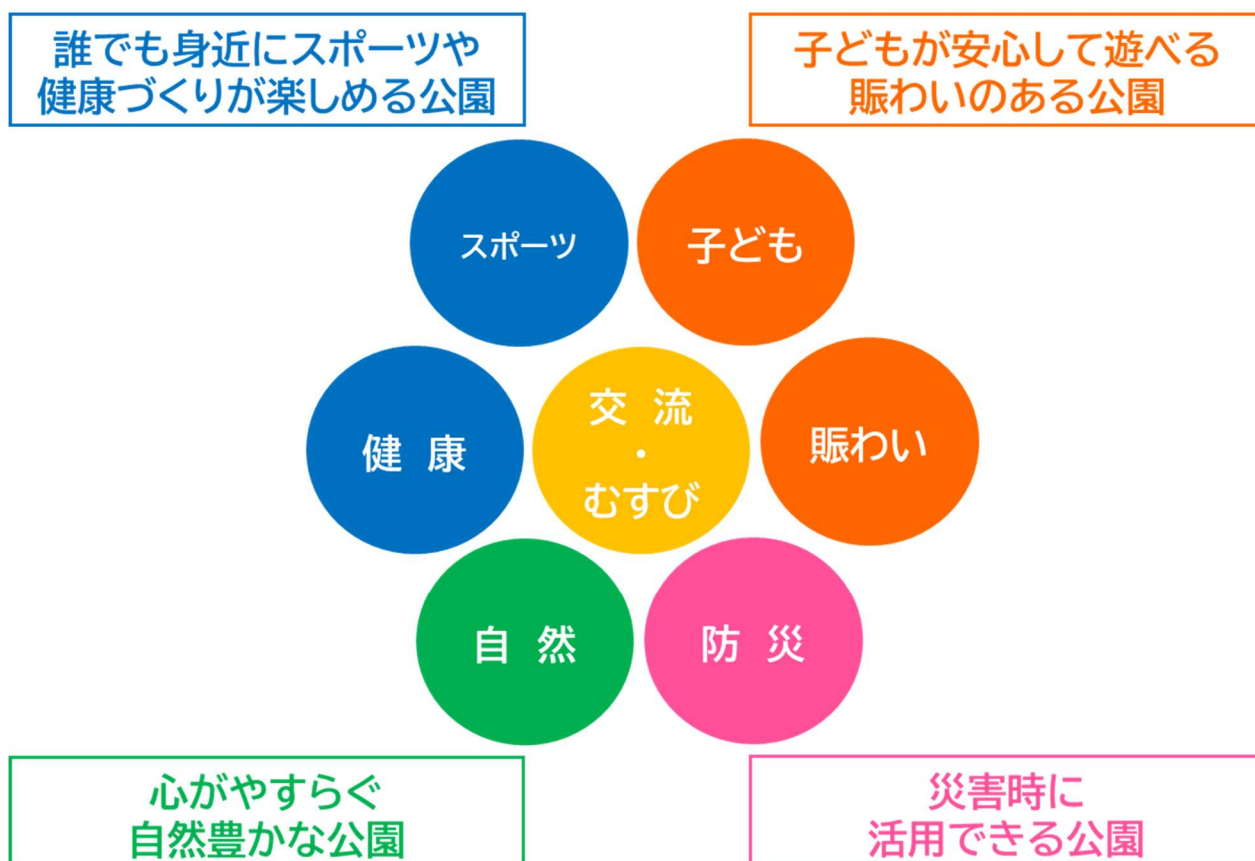 誰でも身近にスポーツや
健康づくりが楽しめる公園
子どもが安心して遊べる
賑わいのある公園
スポーツ
子ども
健 康
交 流
・
むすび
賑わい
自 然
防 災
心がやすらぐ
自然豊かな公園
災害時に
活用できる公園